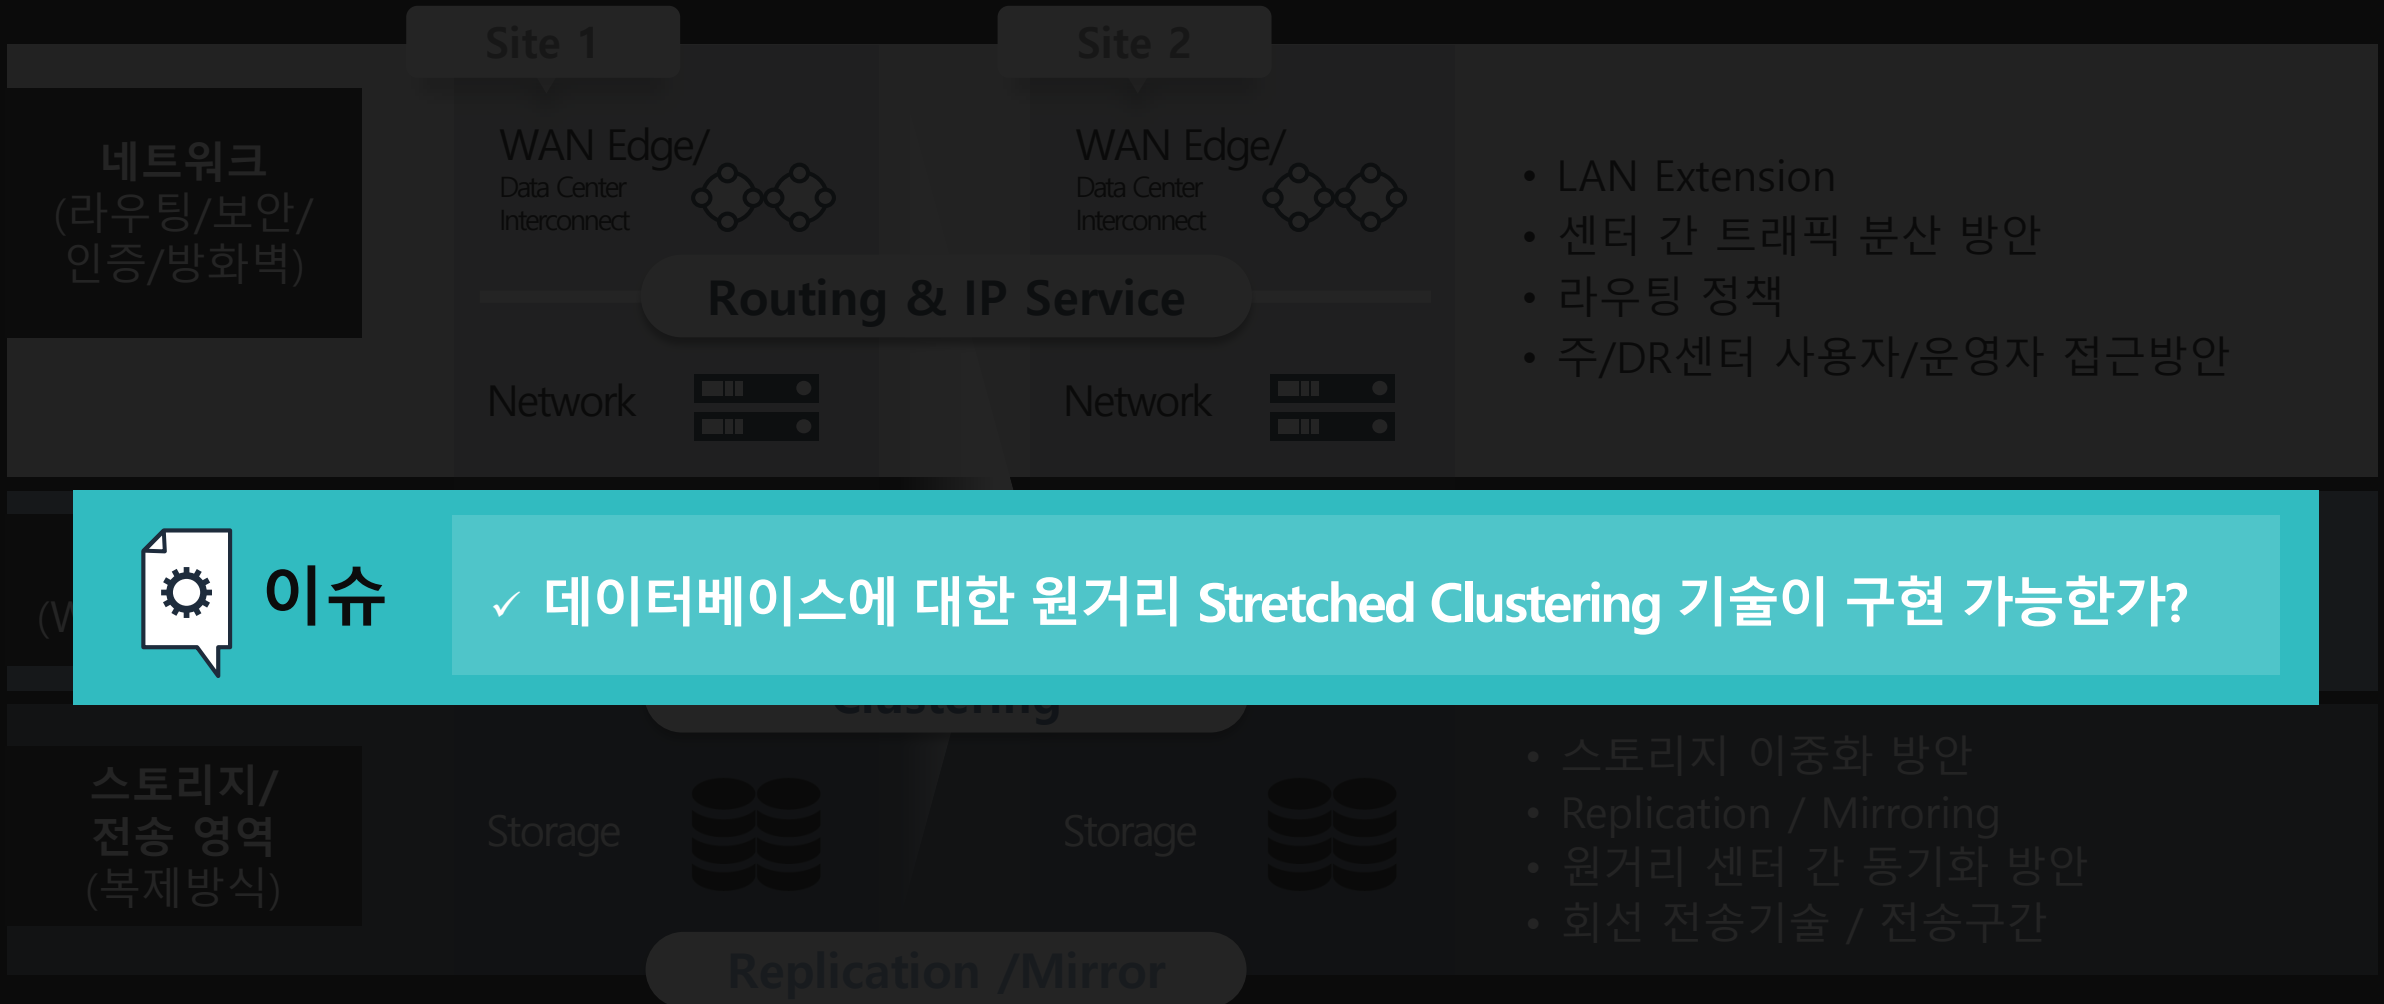 Site 1
Site 2
네트워크
(라우팅/보안/
인증/방화벽)
WAN Edge/
Data Center
Interconnect
WAN Edge/
Data Center
Interconnect
Routing & IP Service
Network
Network
• LAN Extension
• 센터 간 트래픽 분산 방안
• 라우팅 정책
• 주/DR센터 사용자/운영자 접근방안
(W
이슈
✓ 데이터베이스에 대한 원거리 Stretched Clustering 기술이 구현 가능한가?
Clustering
스토리지/
전송 영역
(복제방식)
Storage
Storage
• 스토리지 이중화 방안
• Replication / Mirroring
• 원거리 센터 간 동기화 방안
• 회선 전송기술 / 전송구간
Replication /Mirror